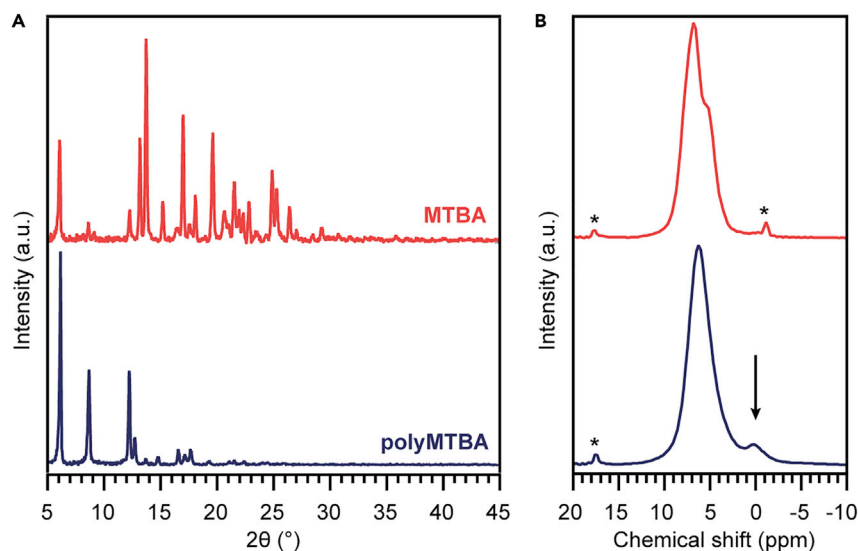 A
B
Intensity (a.u.)
MTBA
polyMTBA
5 10 15 20 25 30 35 40 45
2θ (°)
Intensity (a.u.)
* *
*
20 15 10 5 0 -5 -10
Chemical shift (ppm)